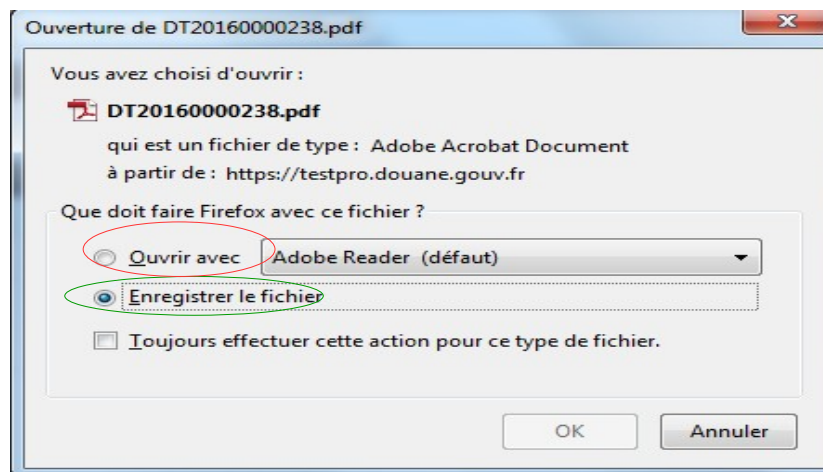 Ouverture de DT20160000238.pdf
Vous avez choisi d'ouvrir :
DT20160000238.pdf
qui est un fichier de type : Adobe Acrobat Document
à partir de : https://testpro.douane.gouv.fr
Que doit faire Firefox avec ce fichier ?
Ouvrir avec Adobe Reader (défaut)
Enregistrer le fichier
Toujours effectuer cette action pour ce type de fichier.
OK Annuler